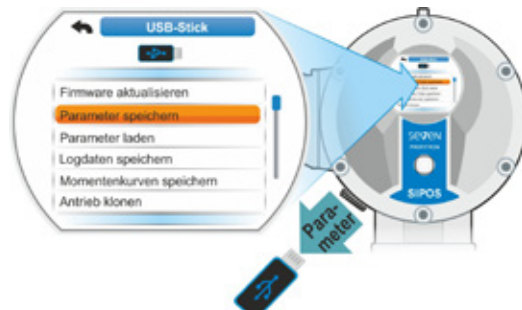 USB-Stick
Firmware aktualisieren
Parameter speichern
Parameter laden
Logdaten speichern
Momentenkurven speichern
Antrieb klonen
SEVEN
SIPOS
Para-
meter